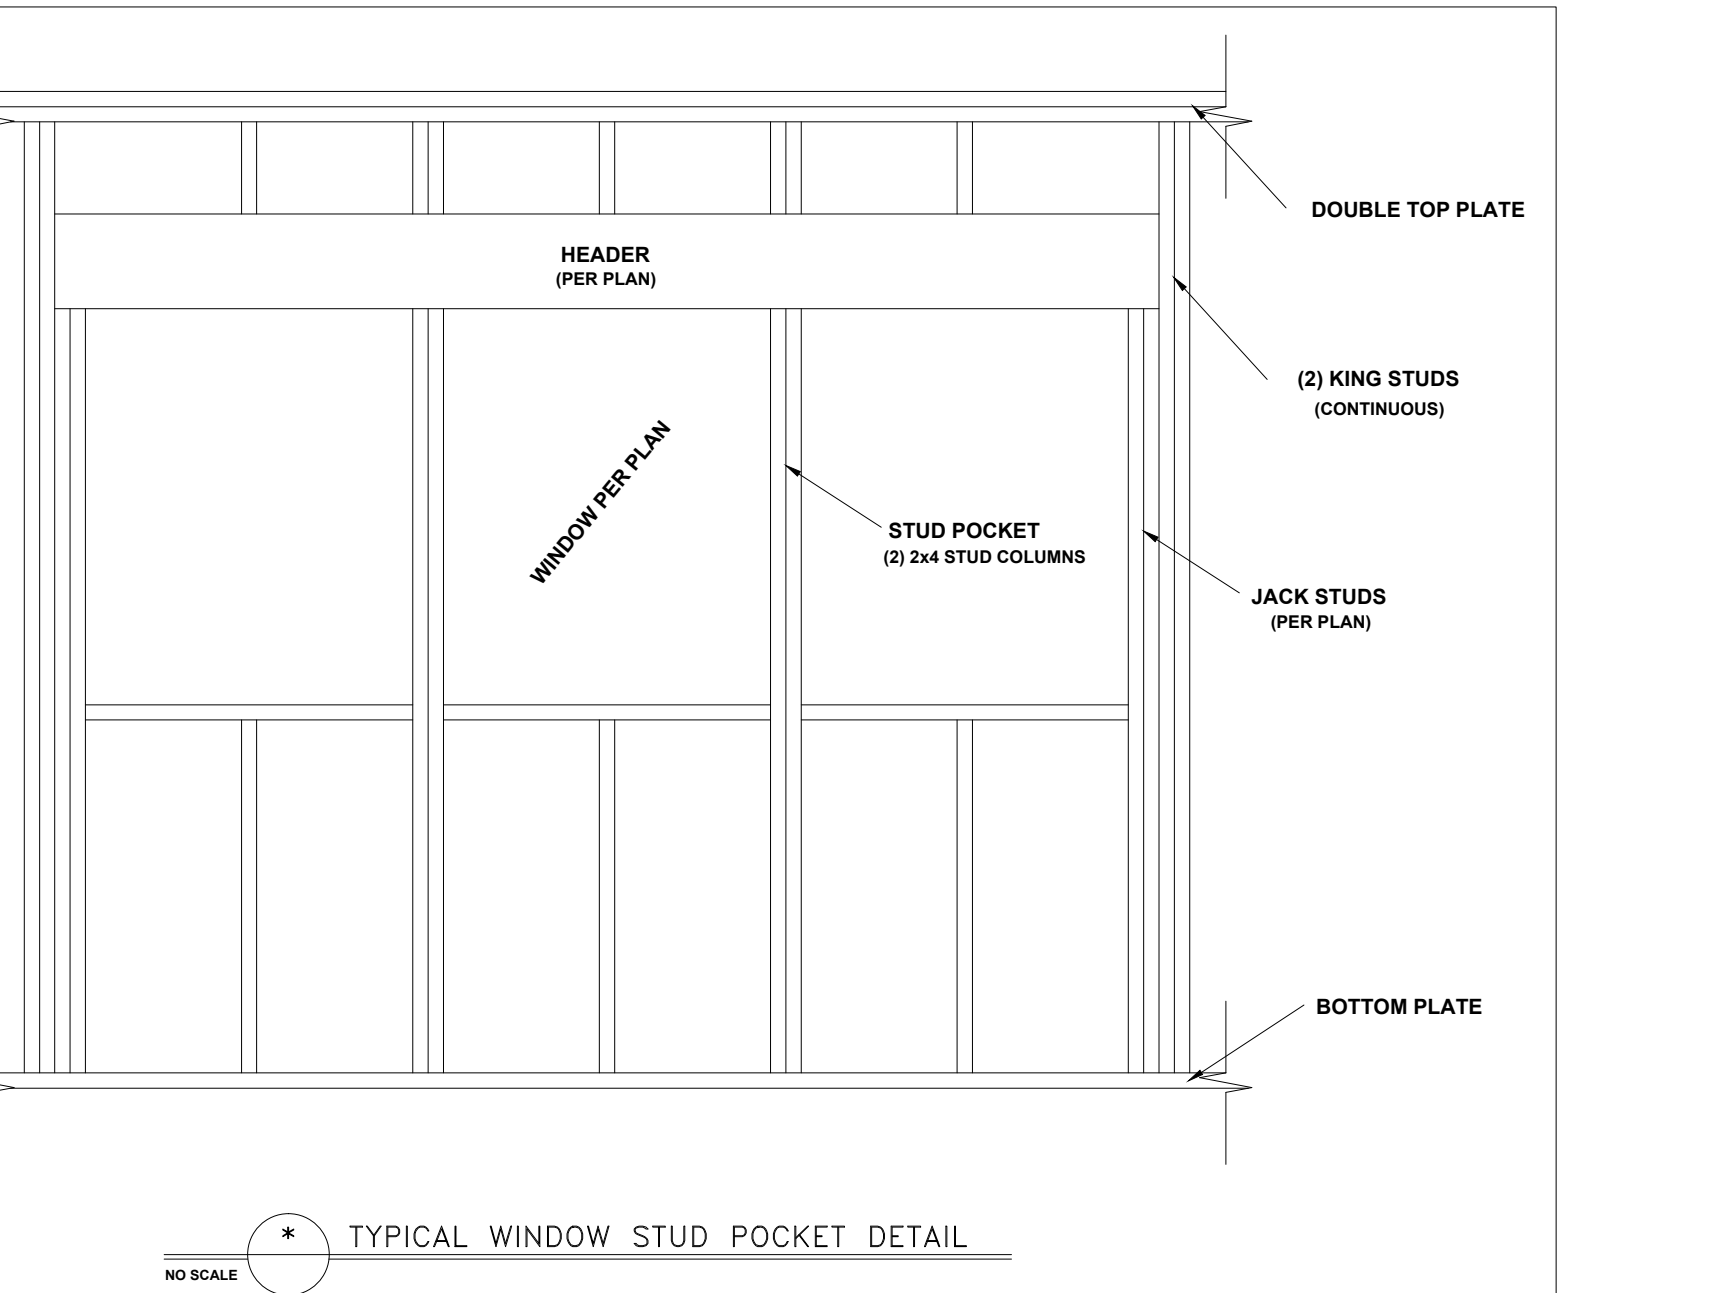 DOUBLE TOP PLATE
HEADER
(PER PLAN)
(2) KING STUDS
(CONTINUOUS)
WINDOW PER PLAN
STUD POCKET
(2) 2x4 STUD COLUMNS
JACK STUDS
(PER PLAN)
BOTTOM PLATE
* TYPICAL WINDOW STUD POCKET DETAIL
NO SCALE